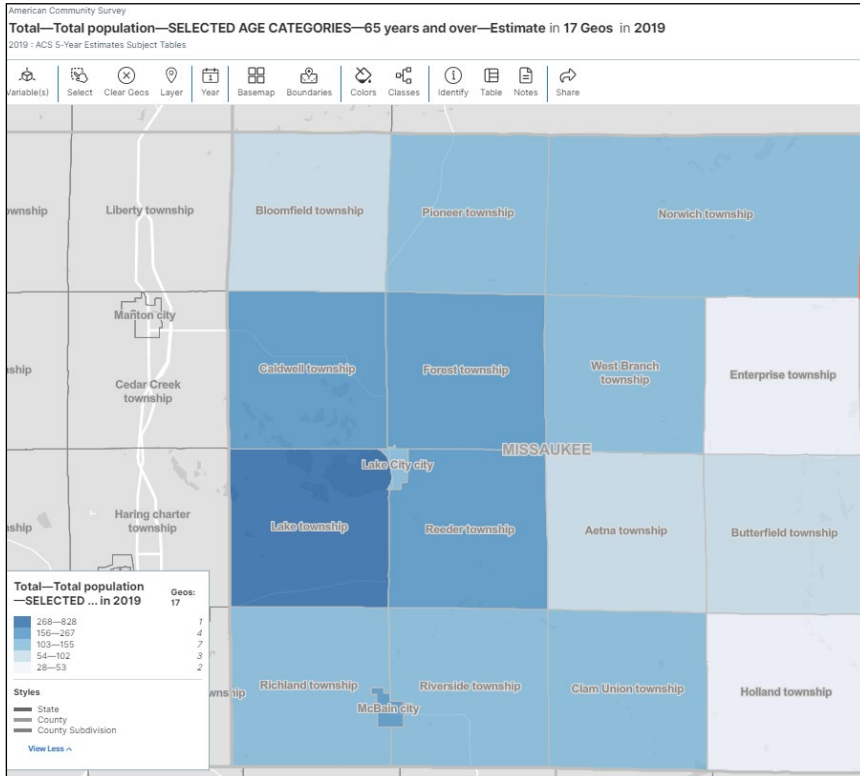 American Community Survey
Total—Total population—SELECTED AGE CATEGORIES—65 years and over—Estimate in 17 Geos in 2019
2019 : ACS 5-Year Estimates Subject Tables
Variable(s) Select Clear Geos Layer Year Basemap Boundaries Colors Classes Identify Table Notes Share
ownship Liberty township Bloomfield township Pioneer township Norwich township
Manton city
ship Cedar Creek township Caldwell township Forest township West Branch township Enterprise township
MISSAUKEE
Lake City city
ship Haring charter township Lake township Reeder township Aetna township Butterfield township
wnship Richland township Riverside township Clam Union township Holland township
McBain city
Total—Total population
—SELECTED ... in 2019
Geos:
17
268—828 1
156—267 4
103—155 7
54—102 3
28—53 2
Styles
State
County
County Subdivision
View Less